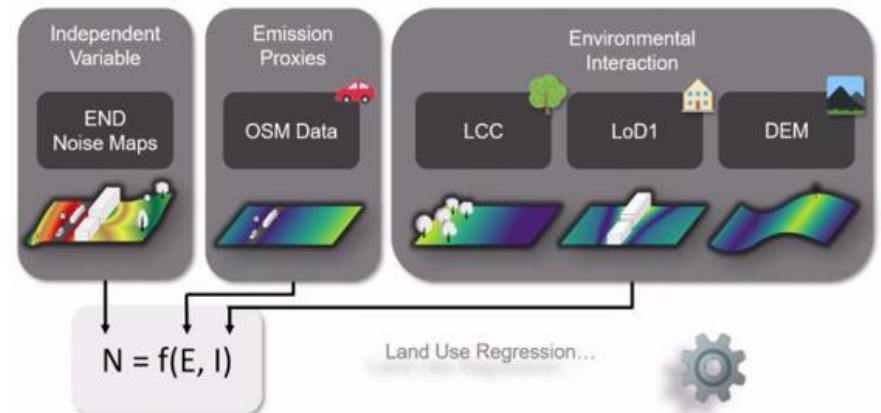 Independent
Variable
Emission
Proxies
Environmental
Interaction
END
Noise Maps
OSM Data
LCC
LoD1
DEM
N = f(E, I)
Land Use Regression...